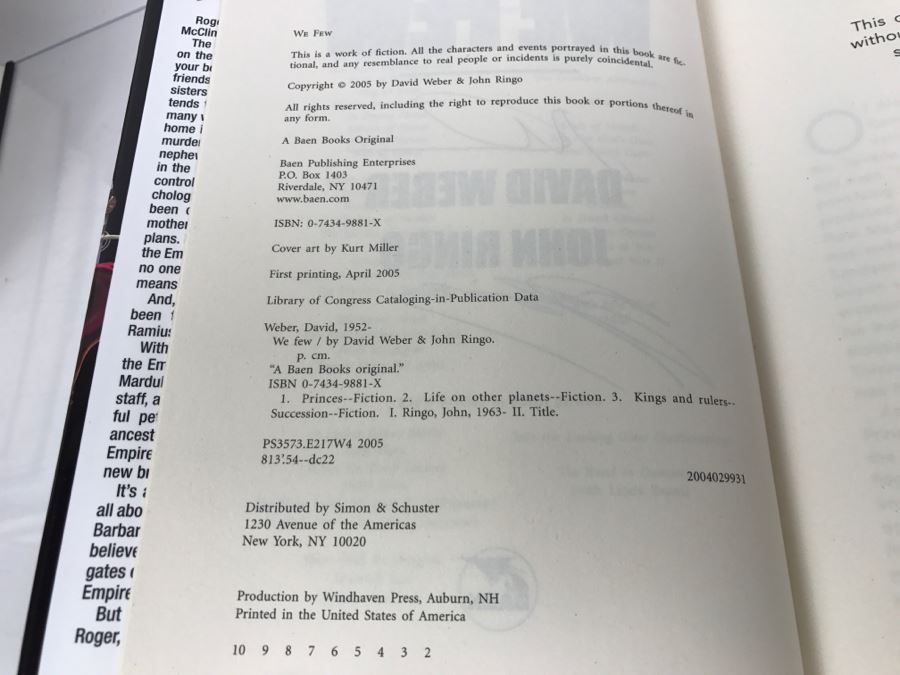 Rog
McClin
The
on the
your b
friends
sisters
tends
many
home i
murde
nephe
in the
control
cholog
been
mother
plans.
the Em
no one
means
And,
been
Ramiu
With
the Em
Mardul
staff, a
ful pe
ancest
Empire
new b
It's
all abo
Barbar
believe
gates
Empire
But
Roger,
WE FEW
This is a work of fiction. All the characters and events portrayed in this book are fic-
tional, and any resemblance to real people or incidents is purely coincidental.
Copyright © 2005 by David Weber & John Ringo
All rights reserved, including the right to reproduce this book or portions thereof in
any form.
A Baen Books Original
Baen Publishing Enterprises
P.O. Box 1403
Riverdale, NY 10471
www.baen.com
ISBN: 0-7434-9881-X
Cover art by Kurt Miller
First printing, April 2005
Library of Congress Cataloging-in-Publication Data
Weber, David, 1952-
We few / by David Weber & John Ringo.
p. cm.
"A Baen Books original."
ISBN 0-7434-9881-X
1. Princes--Fiction. 2. Life on other planets--Fiction. 3. Kings and rulers--
Succession--Fiction. I. Ringo, John, 1963- II. Title.
PS3573.E217W4 2005
813'.54--dc22
2004029931
Distributed by Simon & Schuster
1230 Avenue of the Americas
New York, NY 10020
Production by Windhaven Press, Auburn, NH
Printed in the United States of America
10 9 8 7 6 5 4 3 2
This
witho
s